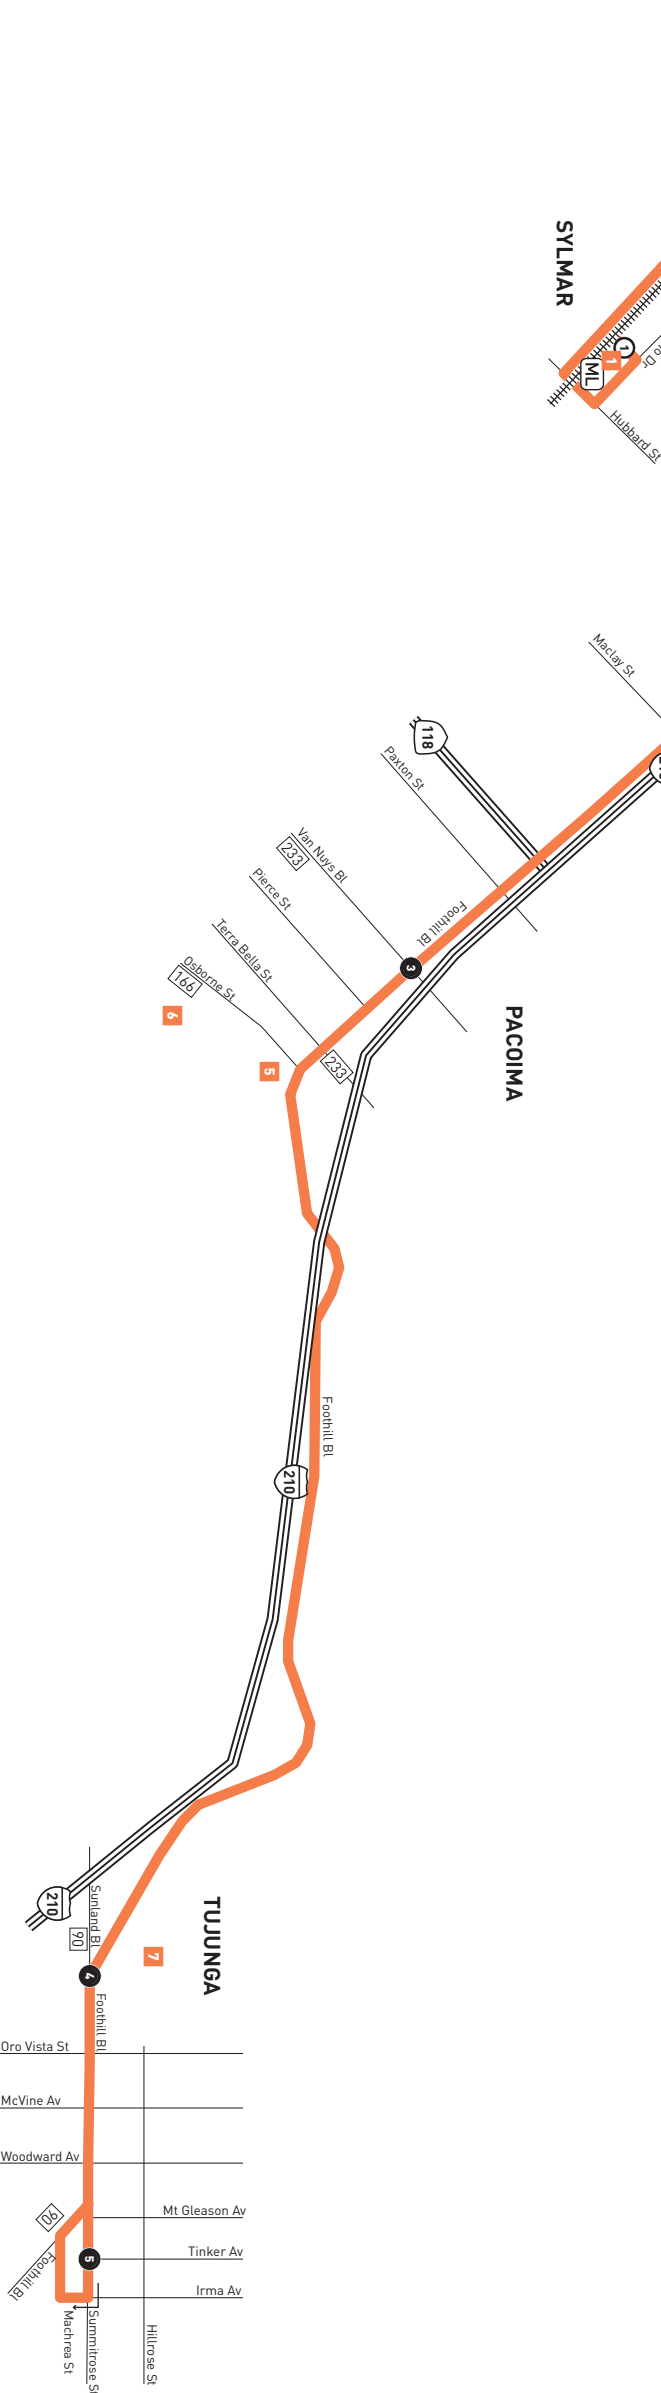 SYLMAR
1
1
ML
Hubbard St
Maclay St
118
Paxton St
Van Nuys Bl
233
Pierce St
Foothill Bl
Terra Bella St
3
Osborne St
166
6
PACOIMA
5
233
Foothill Bl
210
TUJUNGA
Sunland Bl
210
90
7
4
Foothill Bl
Oro Vista St
McVine Av
Woodward Av
Mt Gleason Av
90
Tinker Av
5
Foothill Bl
Irma Av
Machrea St
Summitrose St
Hillrose St